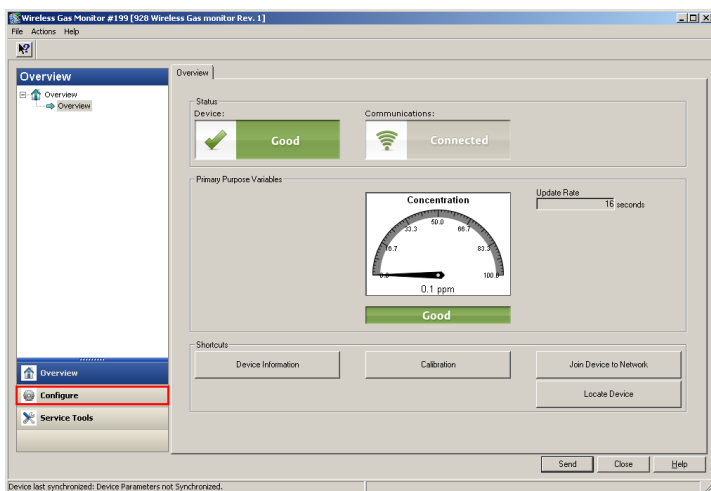 Wireless Gas Monitor #199 [928 Wireless Gas monitor Rev. 1]
File Actions Help
Overview
Overview
Overview
Overview
Status
Device:
Communications:
Good
Connected
Primary Purpose Variables
Concentration
0.0
16.7
33.3
50.0
66.7
83.3
100.0
0.1 ppm
Good
Update Rate
16 seconds
Shortcuts
Device Information
Calibration
Join Device to Network
Locate Device
Overview
Configure
Service Tools
Send
Close
Help
Device last synchronized: Device Parameters not Synchronized.